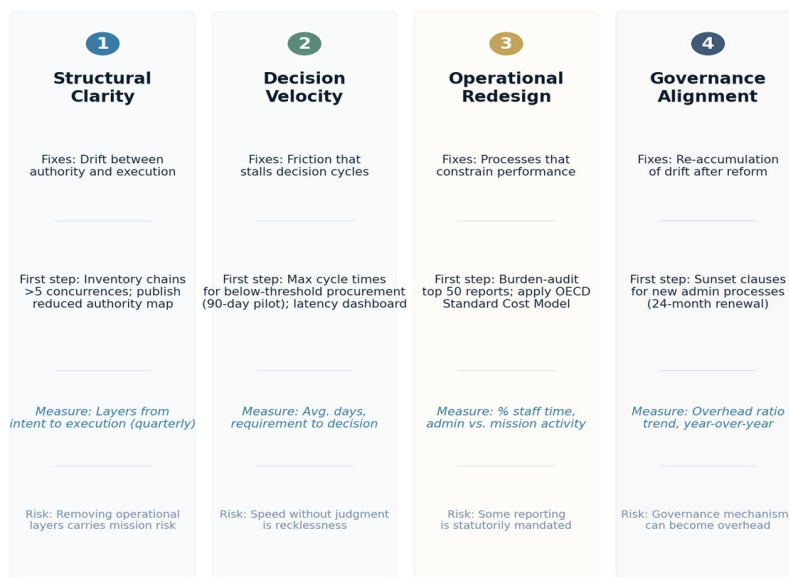 1
Structural
Clarity
Fixes: Drift between
authority and execution
First step: Inventory chains
>5 concurrences; publish
reduced authority map
Measure: Layers from
intent to execution (quarterly)
Risk: Removing operational
layers carries mission risk
2
Decision
Velocity
Fixes: Friction that
stalls decision cycles
First step: Max cycle times
for below-threshold procurement
(90-day pilot); latency dashboard
Measure: Avg. days,
requirement to decision
Risk: Speed without judgment
is recklessness
3
Operational
Redesign
Fixes: Processes that
constrain performance
First step: Burden-audit
top 50 reports; apply OECD
Standard Cost Model
Measure: % staff time,
admin vs. mission activity
Risk: Some reporting
is statutorily mandated
4
Governance
Alignment
Fixes: Re-accumulation
of drift after reform
First step: Sunset clauses
for new admin processes
(24-month renewal)
Measure: Overhead ratio
trend, year-over-year
Risk: Governance mechanism
can become overhead